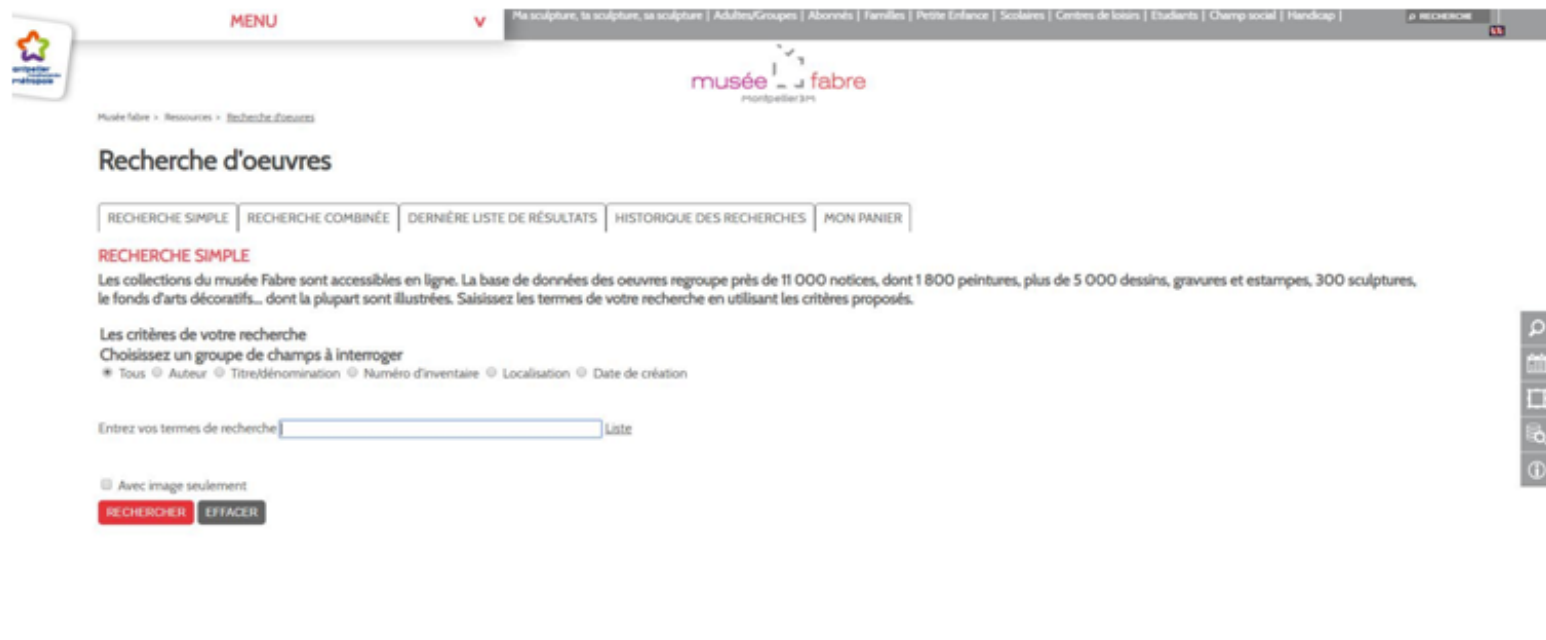 MENU
Ma sculpture, ta sculpture, sa sculpture | Adultes/Groupes | Abonnés | Familles | Petite Enfance | Scolaires | Centres de loisirs | Etudiants | Champ social | Handicap |
RECHERCHE
métropole
musée fabre
montpellier3m
Musée fabre > Ressources > Recherche d'oeuvres
Recherche d'oeuvres
RECHERCHE SIMPLE
RECHERCHE COMBINÉE
DERNIÈRE LISTE DE RÉSULTATS
HISTORIQUE DES RECHERCHES
MON PANIER
RECHERCHE SIMPLE
Les collections du musée Fabre sont accessibles en ligne. La base de données des oeuvres regroupe près de 11 000 notices, dont 1 800 peintures, plus de 5 000 dessins, gravures et estampes, 300 sculptures,
le fonds d'arts décoratifs... dont la plupart sont illustrées. Saisissez les termes de votre recherche en utilisant les critères proposés.
Les critères de votre recherche
Choisissez un groupe de champs à interroger
Tous Auteur Titre/dénomination Numéro d'inventaire Localisation Date de création
Entrez vos termes de recherche Liste
Avec image seulement
RECHERCHER EFFACER